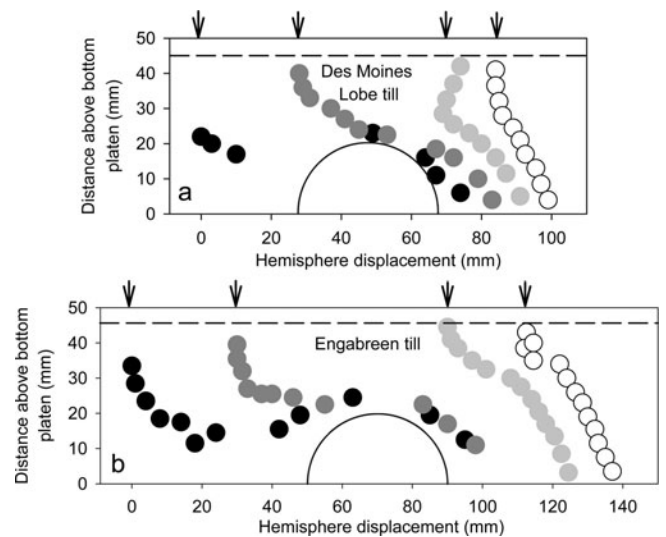 50
40
30
20
10
0
Distance above bottom
platen (mm)
Des Moines
Lobe till
a
0 20 40 60 80 100
Hemisphere displacement (mm)
50
40
30
20
10
0
Distance above bottom
platen (mm)
Engabreen till
b
0 20 40 60 80 100 120 140
Hemisphere displacement (mm)